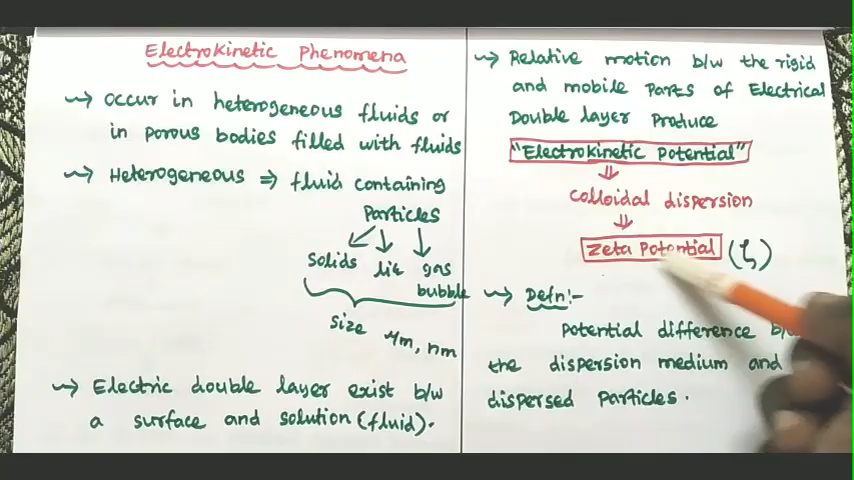 Electrokinetic Phenomena
→ occur in heterogeneous fluids or
in porous bodies filled with fluids
→ Heterogeneous ⇒ fluid containing
Particles
solids liq gas
bubble
size μm, nm
→ Electric double layer exist b/w
a surface and solution (fluid).
→ Relative motion b/w the rigid
and mobile parts of Electrical
Double layer Produce
"Electrokinetic Potential"
⇓
Colloidal dispersion
⇓
Zeta Potential (ζ)
→ Defn:-
Potential difference
the dispersion medium and
dispersed Particles.